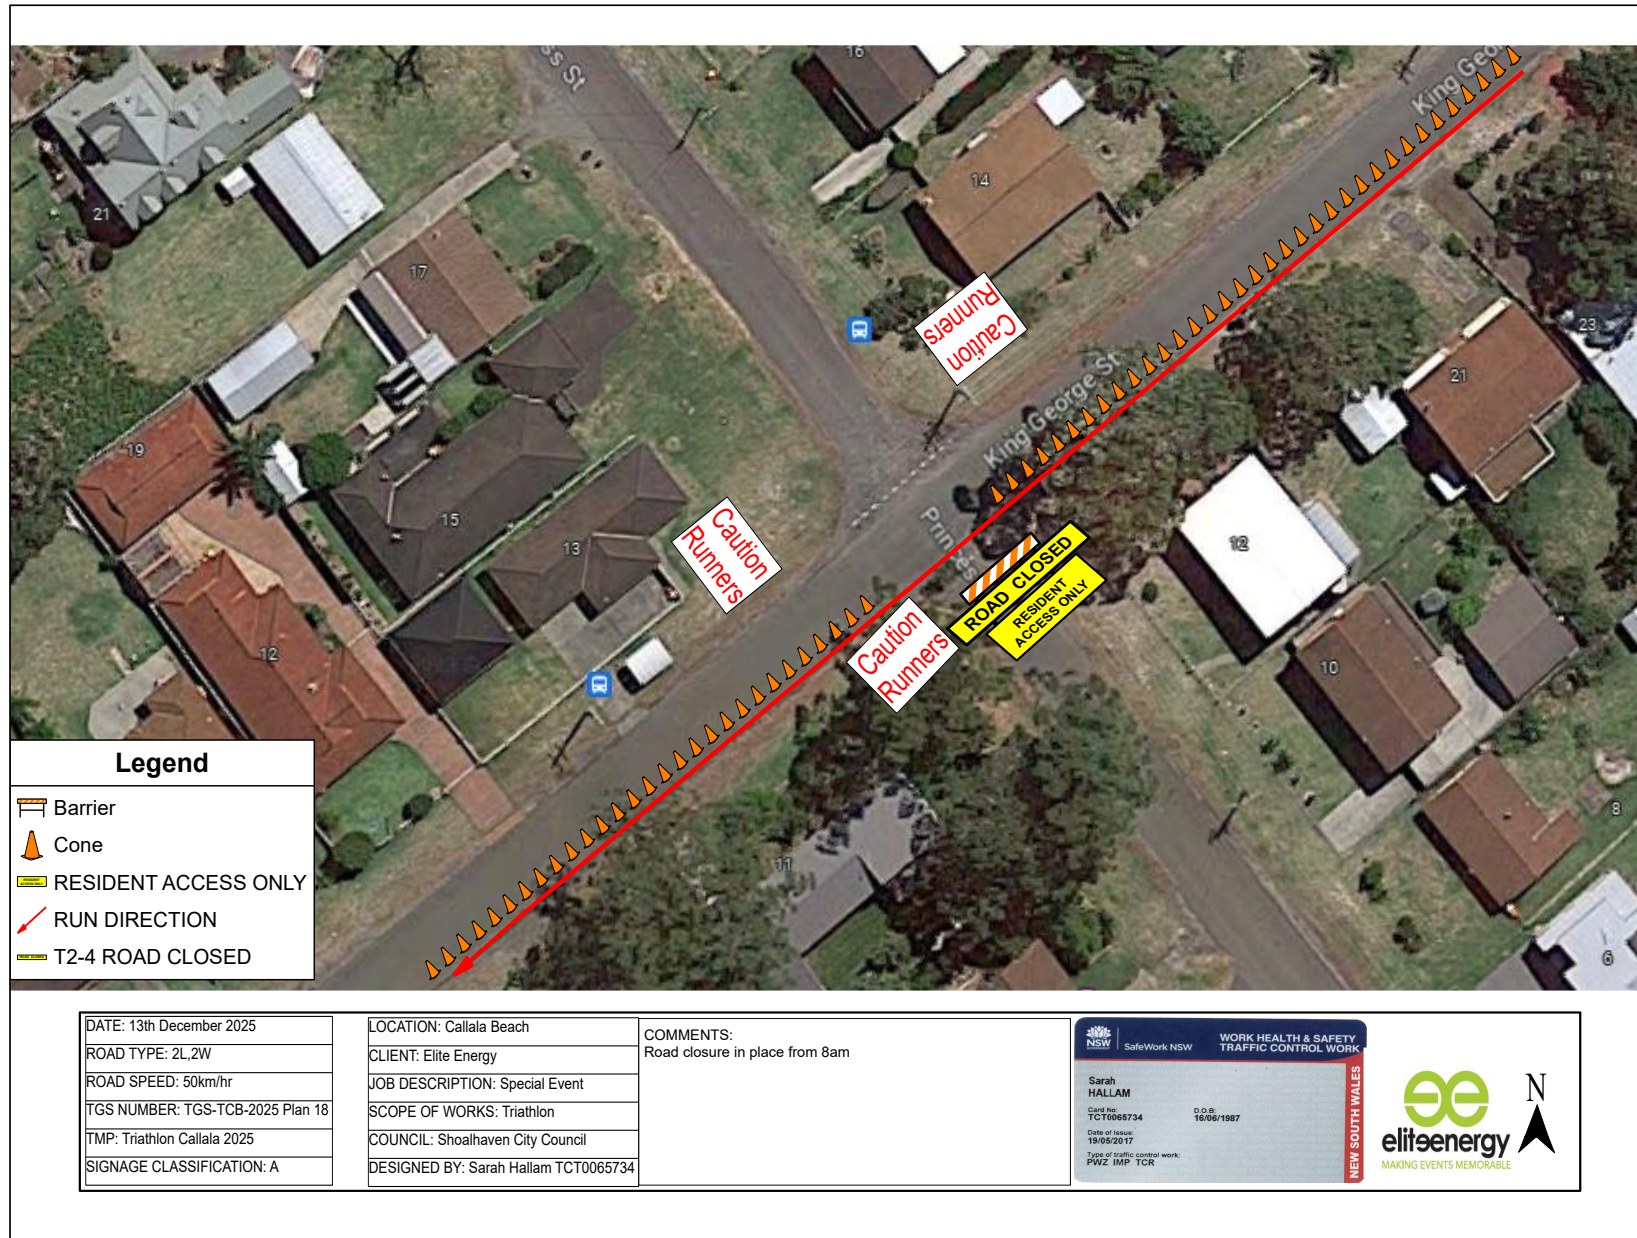 ss St
16
King Geor
14
21
17
Caution
Runners
23
21
King George St
19
15
13
Caution
Runners
Princes
12
ROAD CLOSED
RESIDENT
ACCESS ONLY
Caution
Runners
12
10
11
8
6
Legend
Barrier
Cone
RESIDENT ACCESS ONLY
RUN DIRECTION
T2-4 ROAD CLOSED
DATE: 13th December 2025
ROAD TYPE: 2L,2W
ROAD SPEED: 50km/hr
TGS NUMBER: TGS-TCB-2025 Plan 18
TMP: Triathlon Callala 2025
SIGNAGE CLASSIFICATION: A
LOCATION: Callala Beach
CLIENT: Elite Energy
JOB DESCRIPTION: Special Event
SCOPE OF WORKS: Triathlon
COUNCIL: Shoalhaven City Council
DESIGNED BY: Sarah Hallam TCT0065734
COMMENTS:
Road closure in place from 8am
NSW
SafeWork NSW
WORK HEALTH & SAFETY
TRAFFIC CONTROL WORK
Sarah
HALLAM
Card No:
TCT0065734
D.O.B:
16/06/1987
Date of Issue:
19/05/2017
Type of traffic control work:
PWZ IMP TCR
NEW SOUTH WALES
eliteenergy
MAKING EVENTS MEMORABLE
N